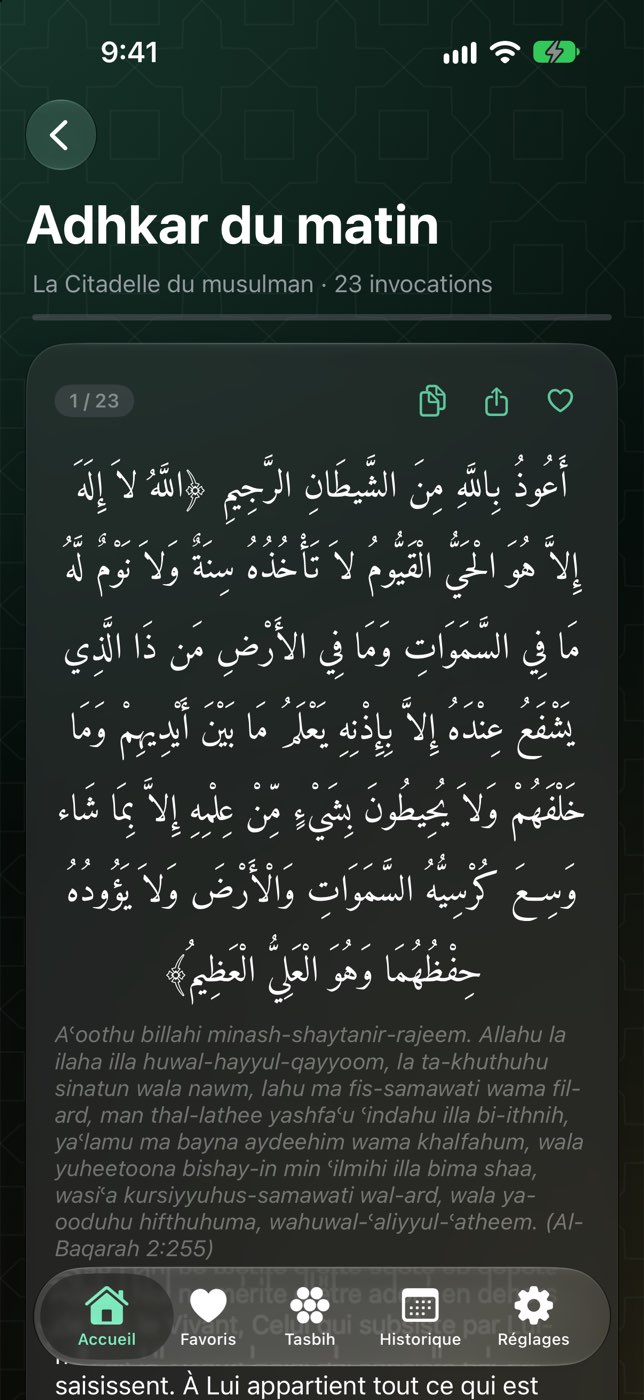 9:41
Adhkar du matin
La Citadelle du musulman · 23 invocations
1 / 23
أَعُوذُ بِاللَّهِ مِنَ الشَّيطَانِ الرَّجِيمِ ﴿اللَّهُ لاَ إِلَهَ
إِلاَّ هُوَ الْحَيُّ الْقَيُّومُ لاَ تَأْخُذُهُ سِنَةٌ وَلاَ نَوْمٌ لَّهُ
مَا فِي السَّمَوَاتِ وَمَا فِي الأَرْضِ مَن ذَا الَّذِي
يَشْفَعُ عِنْدَهُ إِلاَّ بِإِذْنِهِ يَعْلَمُ مَا بَيْنَ أَيْدِيهِمْ وَمَا
خَلْفَهُمْ وَلاَ يُحِيطُونَ بِشَيْءٍ مِّنْ عِلْمِهِ إِلاَّ بِمَا شَاء
وَسِعَ كُرْسِيُّهُ السَّمَوَاتِ وَالْأَرْضَ وَلاَ يَؤُودُهُ
حِفْظُهُمَا وَهُوَ الْعَلِيُّ الْعَظِيمُ﴾
Aʿoothu billahi minash-shaytanir-rajeem. Allahu la
ilaha illa huwal-hayyul-qayyoom, la ta-khuthuhu
sinatun wala nawm, lahu ma fis-samawati wama fil-
ard, man thal-lathee yashfaʿu ʿindahu illa bi-ithnih,
yaʿlamu ma bayna aydeehim wama khalfahum, wala
yuheetoona bishay-in min ʿilmihi illa bima shaa,
wasiʿa kursiyyuhus-samawati wal-ard, wala ya-
ooduhu hifthuhuma, wahuwal-ʿaliyyul-ʿatheem. (Al-
Baqarah 2:255)
Accueil Favoris Tasbih Historique Réglages
saisissent. À Lui appartient tout ce qui est